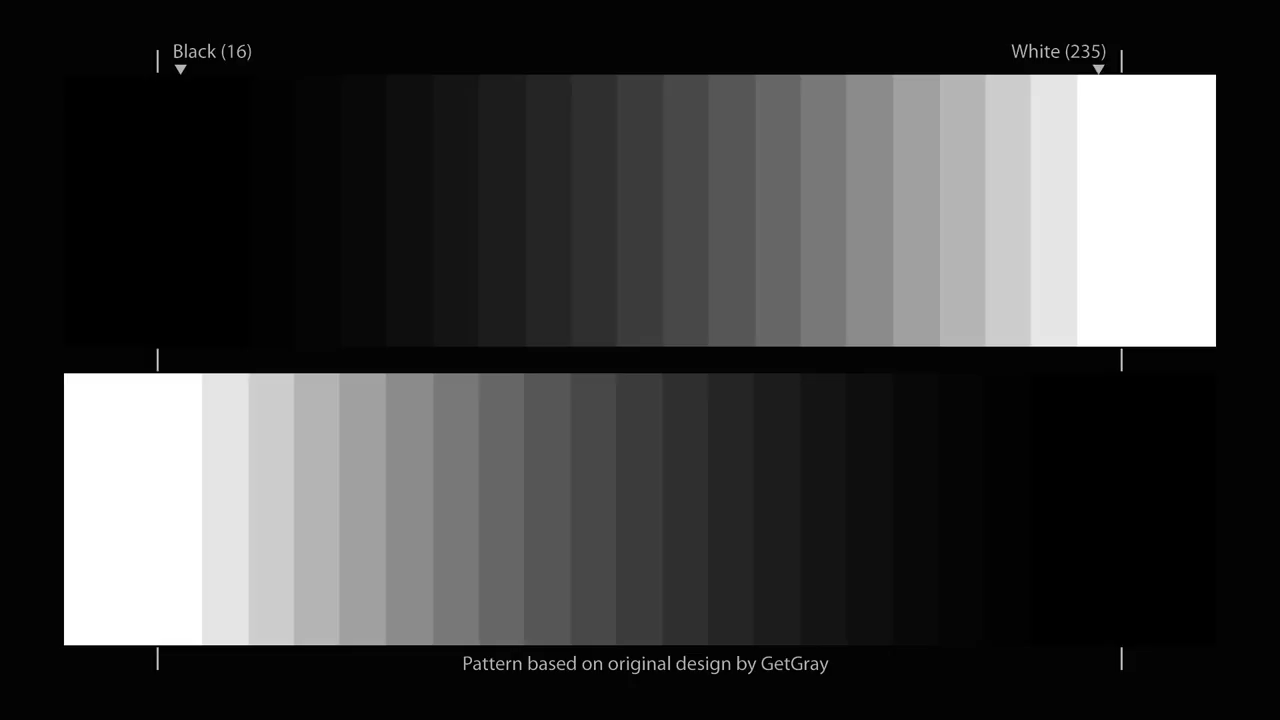 Black (16)
White (235)
Pattern based on original design by GetGray